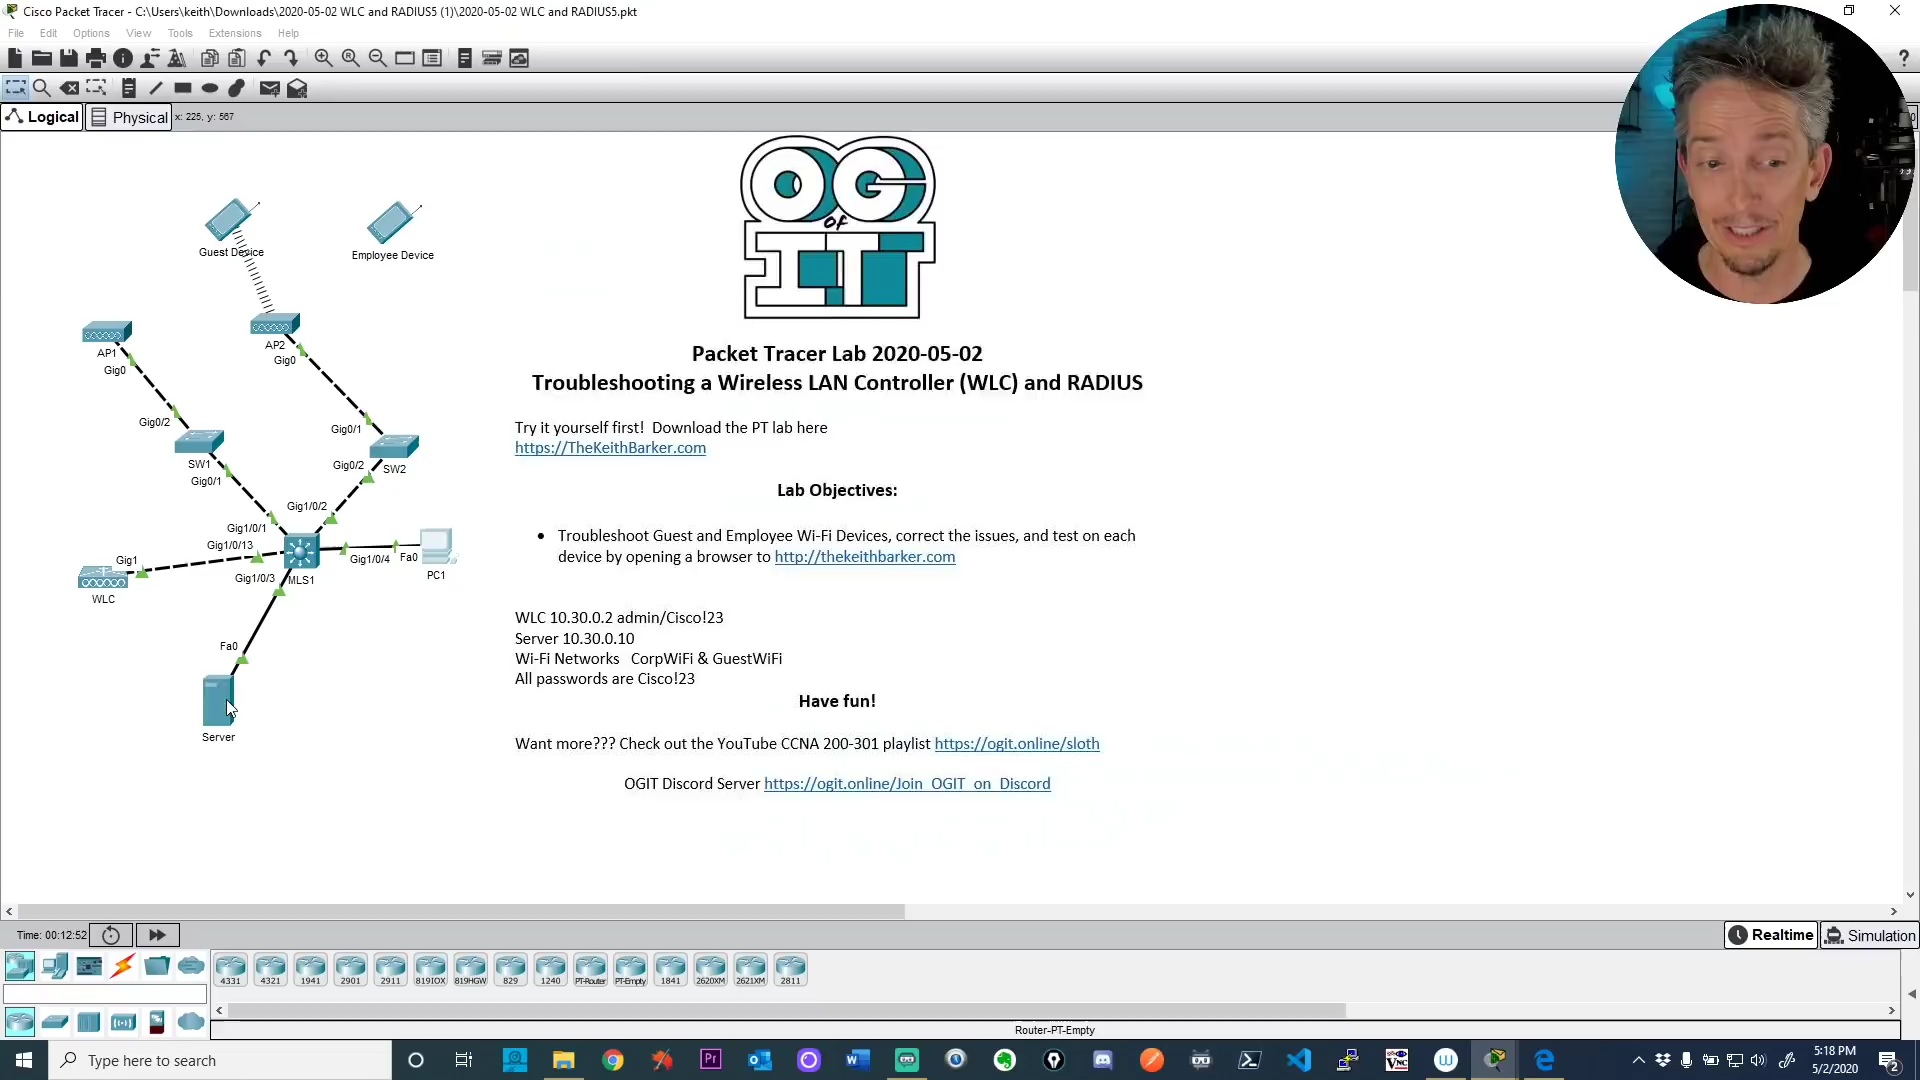 Cisco Packet Tracer - C:\Users\keith\Downloads\2020-05-02 WLC and RADIUS5 (1)\2020-05-02 WLC and RADIUS5.pkt
File Edit Options View Tools Extensions Help
Logical Physical x: 225, y: 567
OG
of
IT
Guest Device
Employee Device
AP1
Gig0
AP2
Gig0
Gig0/2
Gig0/1
SW1
Gig0/1
Gig0/2
SW2
Gig1/0/2
Gig1/0/1
Gig1/0/13
Gig1
Gig1/0/4
Fa0
Gig1/0/3
MLS1
PC1
WLC
Fa0
Server
Packet Tracer Lab 2020-05-02
Troubleshooting a Wireless LAN Controller (WLC) and RADIUS
Try it yourself first! Download the PT lab here
https://TheKeithBarker.com
Lab Objectives:
• Troubleshoot Guest and Employee Wi-Fi Devices, correct the issues, and test on each
device by opening a browser to http://thekeithbarker.com
WLC 10.30.0.2 admin/Cisco!23
Server 10.30.0.10
Wi-Fi Networks CorpWiFi & GuestWiFi
All passwords are Cisco!23
Have fun!
Want more??? Check out the YouTube CCNA 200-301 playlist https://ogit.online/sloth
OGIT Discord Server https://ogit.online/Join_OGIT_on_Discord
Time: 00:12:52
Realtime Simulation
4331 4321 1941 2901 2911 819IOX 819HGW 829 1240 PT-Router PT-Empty 1841 2620XM 2621XM 2811
Router-PT-Empty
Type here to search
5:18 PM
5/2/2020